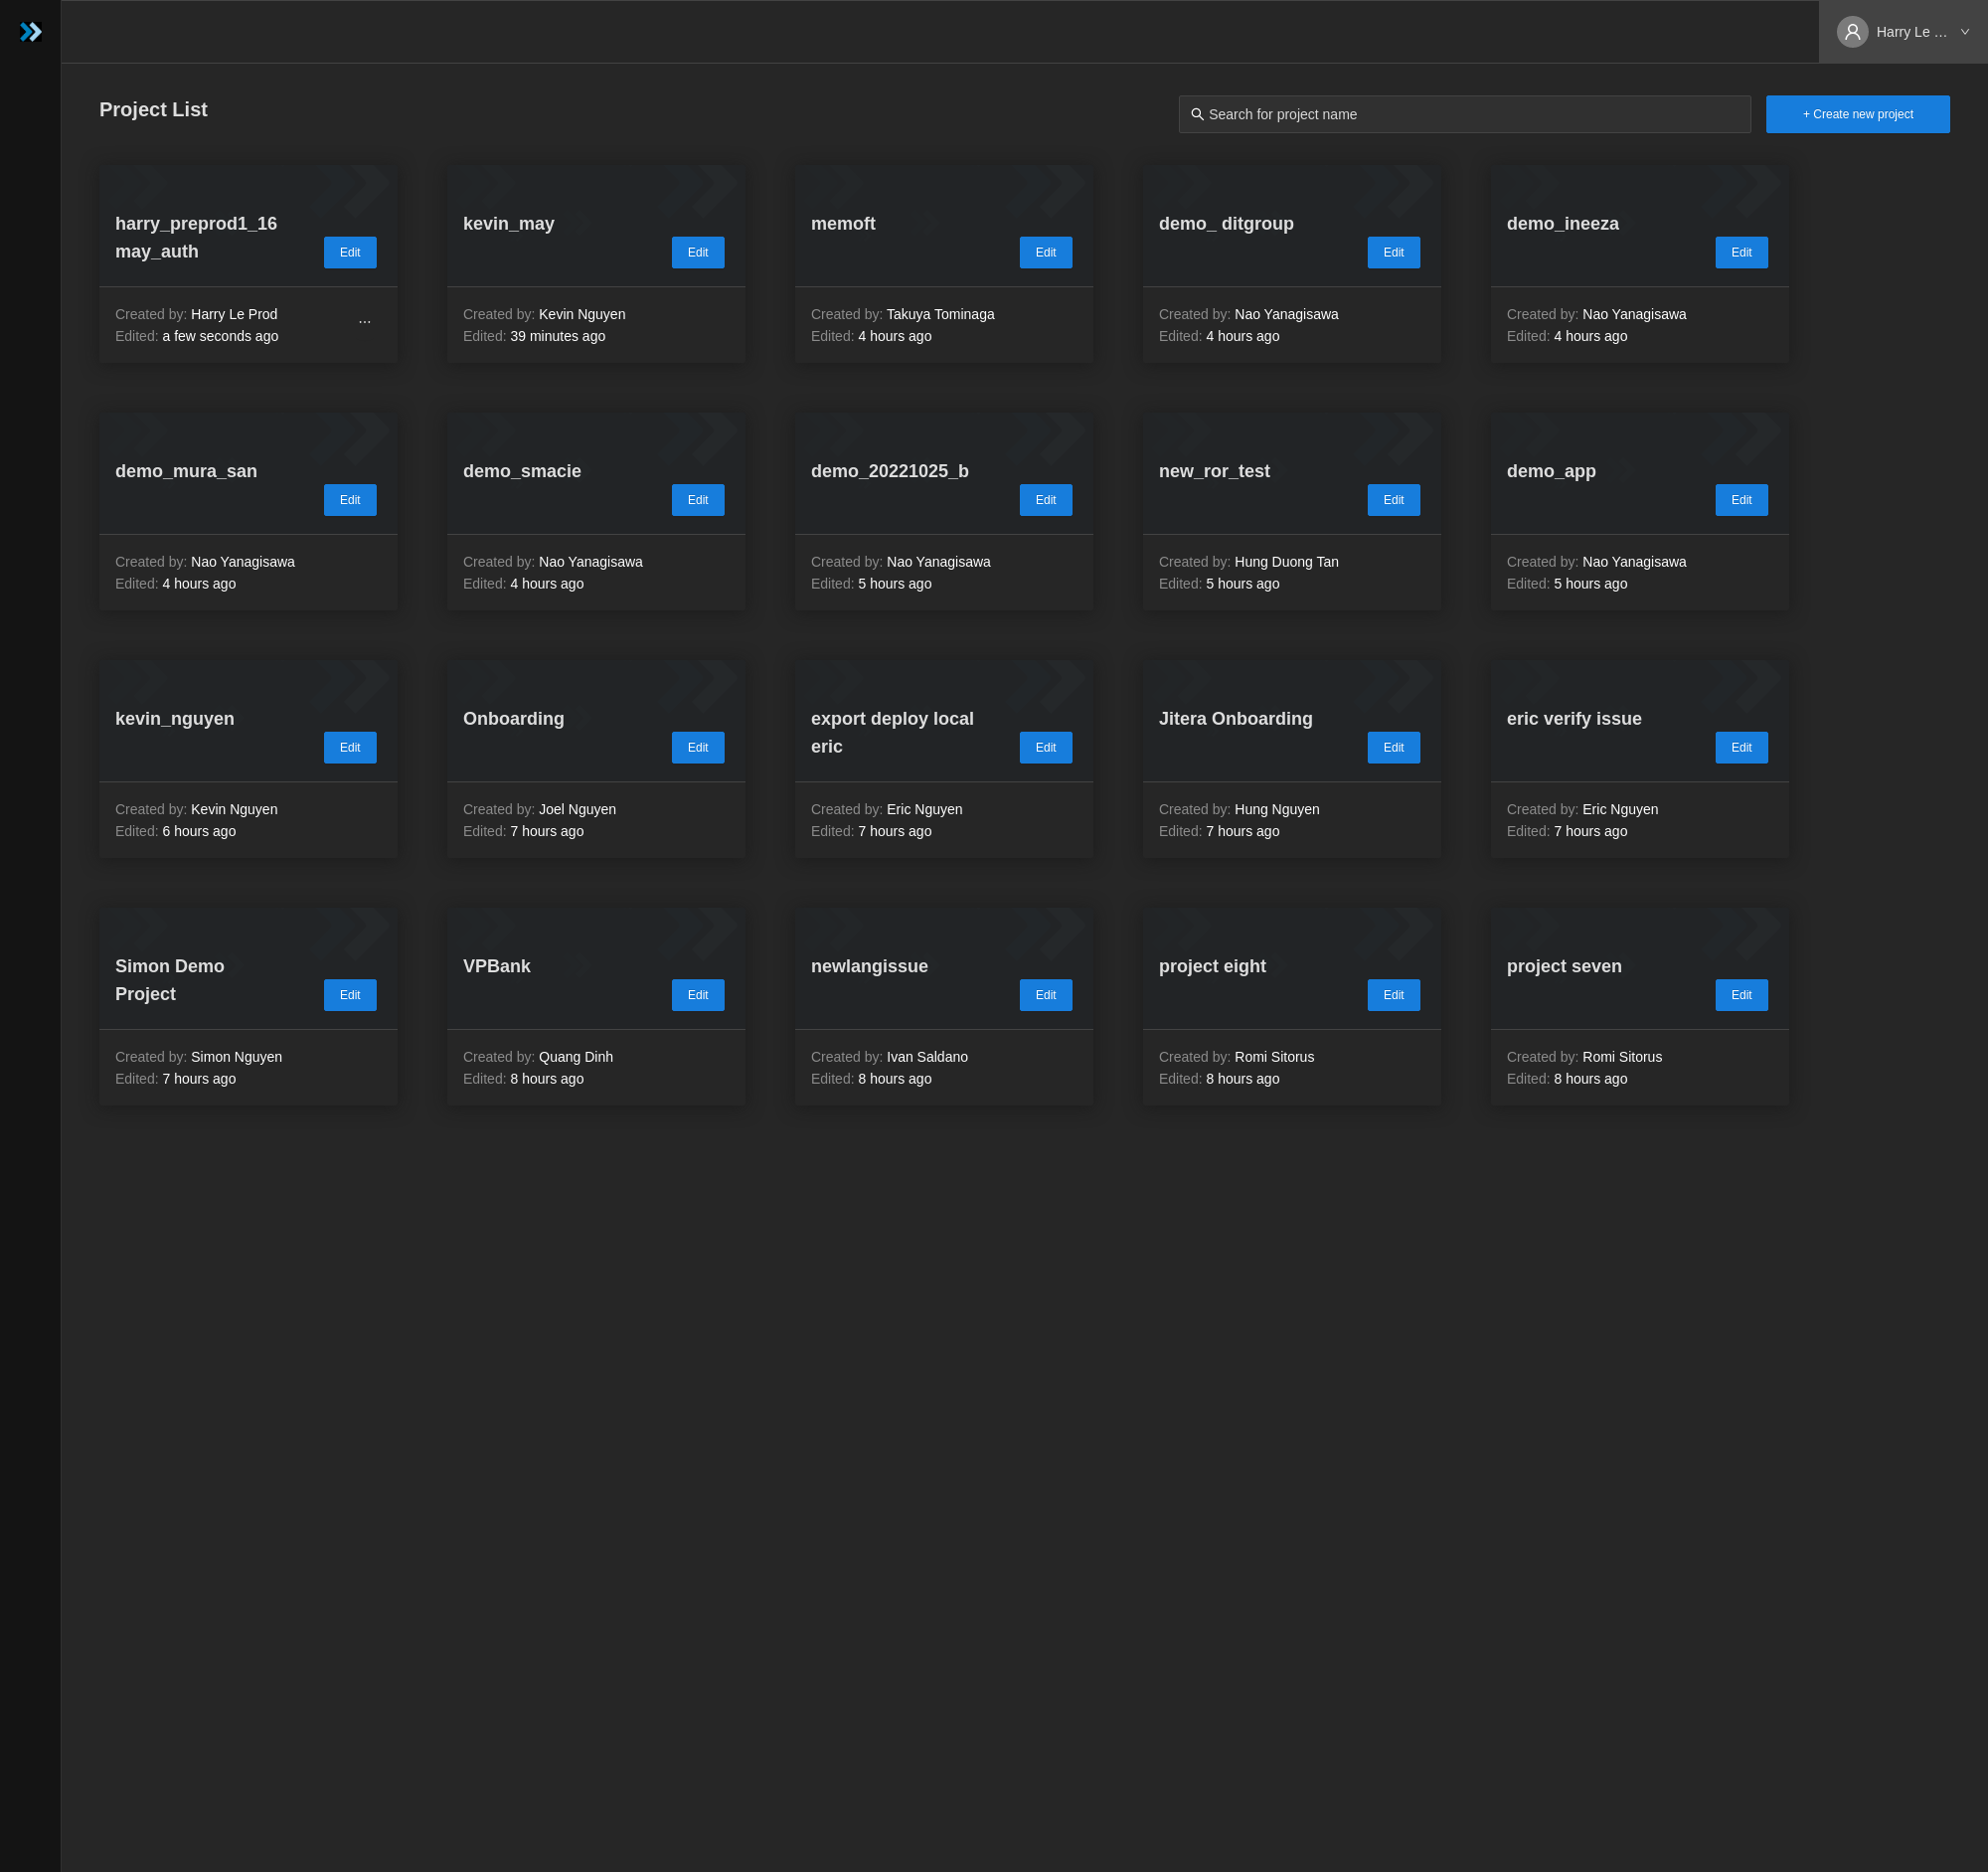 Harry Le ...
Project List
Search for project name
+ Create new project
harry_preprod1_16
may_auth
Edit
Created by: Harry Le Prod
Edited: a few seconds ago
...
kevin_may
Edit
Created by: Kevin Nguyen
Edited: 39 minutes ago
memoft
Edit
Created by: Takuya Tominaga
Edited: 4 hours ago
demo_ ditgroup
Edit
Created by: Nao Yanagisawa
Edited: 4 hours ago
demo_ineeza
Edit
Created by: Nao Yanagisawa
Edited: 4 hours ago
demo_mura_san
Edit
Created by: Nao Yanagisawa
Edited: 4 hours ago
demo_smacie
Edit
Created by: Nao Yanagisawa
Edited: 4 hours ago
demo_20221025_b
Edit
Created by: Nao Yanagisawa
Edited: 5 hours ago
new_ror_test
Edit
Created by: Hung Duong Tan
Edited: 5 hours ago
demo_app
Edit
Created by: Nao Yanagisawa
Edited: 5 hours ago
kevin_nguyen
Edit
Created by: Kevin Nguyen
Edited: 6 hours ago
Onboarding
Edit
Created by: Joel Nguyen
Edited: 7 hours ago
export deploy local
eric
Edit
Created by: Eric Nguyen
Edited: 7 hours ago
Jitera Onboarding
Edit
Created by: Hung Nguyen
Edited: 7 hours ago
eric verify issue
Edit
Created by: Eric Nguyen
Edited: 7 hours ago
Simon Demo
Project
Edit
Created by: Simon Nguyen
Edited: 7 hours ago
VPBank
Edit
Created by: Quang Dinh
Edited: 8 hours ago
newlangissue
Edit
Created by: Ivan Saldano
Edited: 8 hours ago
project eight
Edit
Created by: Romi Sitorus
Edited: 8 hours ago
project seven
Edit
Created by: Romi Sitorus
Edited: 8 hours ago